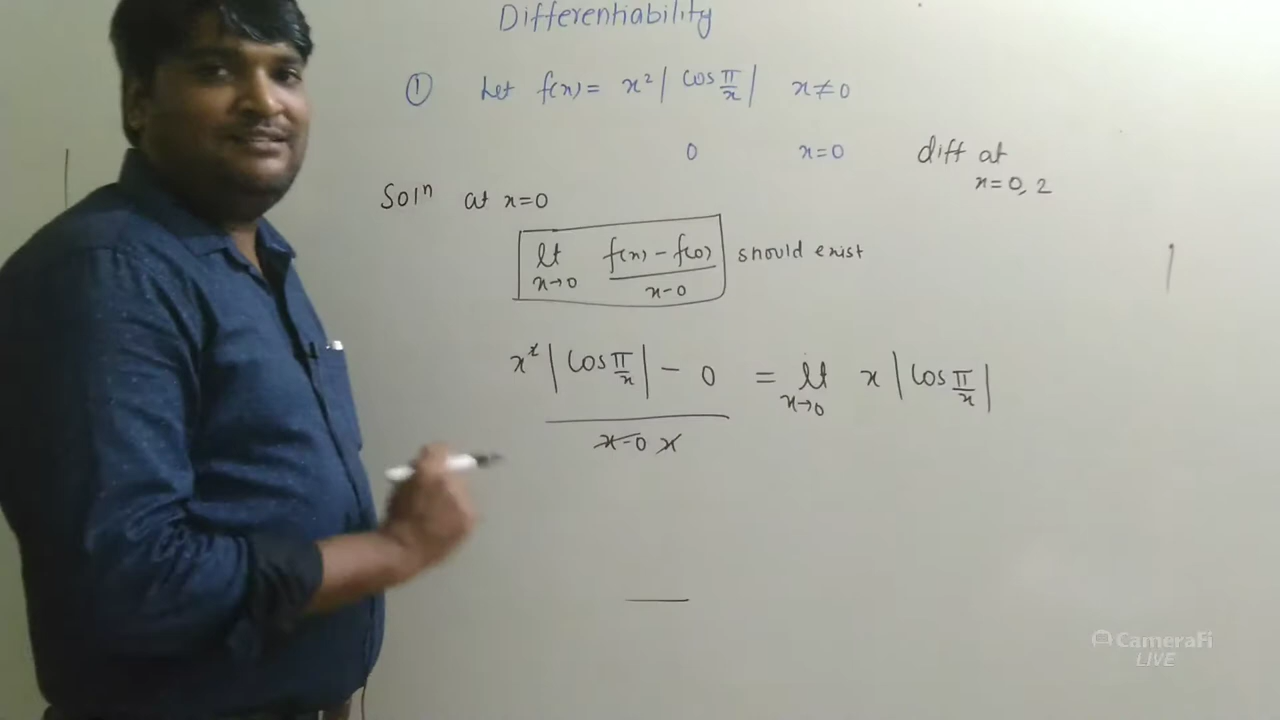 Differentiability
① Let f(x) = x² | cos π/x | x ≠ 0
0 x = 0 diff at
x = 0, 2
Solⁿ at x = 0
lt x→0 f(x) - f(0) / x - 0 should exist
x² | cos π/x | - 0 = lt x→0 x | cos π/x |
x - 0 x
CameraFi
LIVE